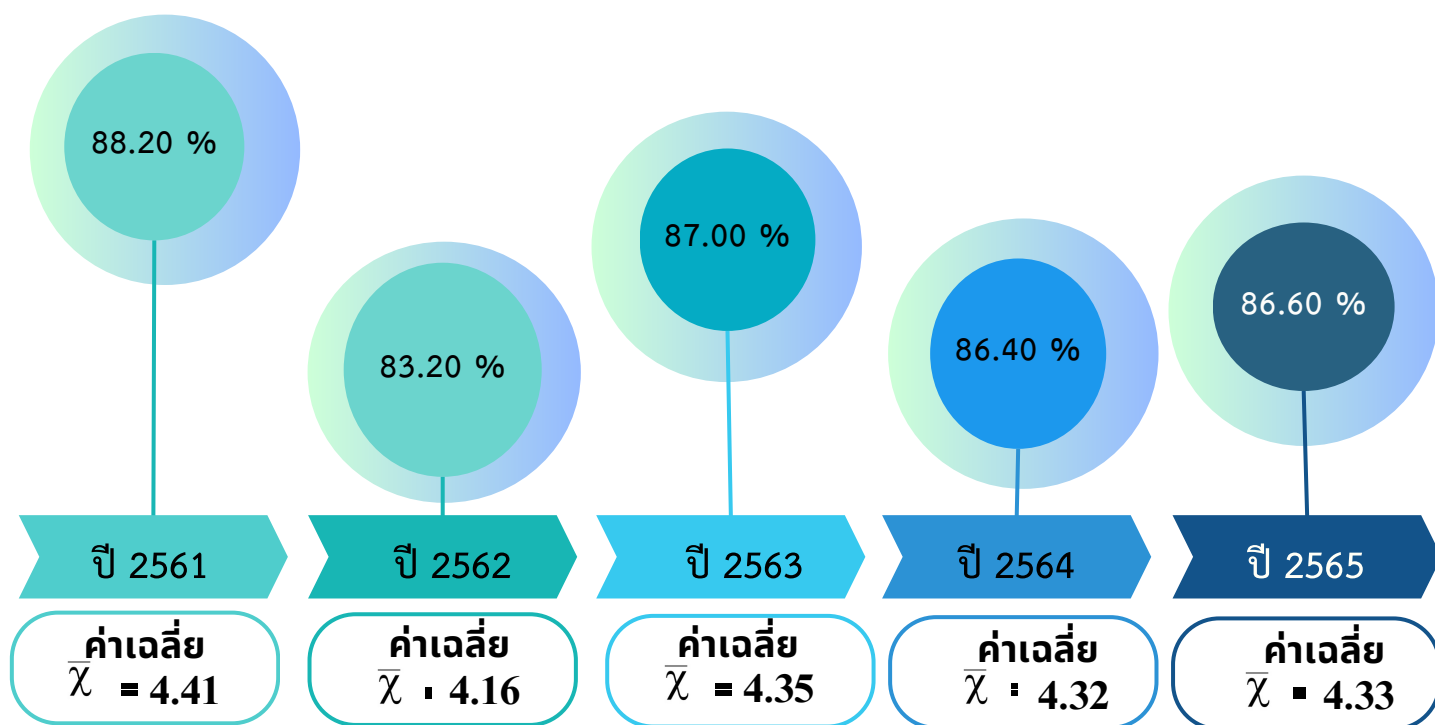 88.20 %
83.20 %
87.00 %
86.40 %
86.60 %
ปี 2561
ปี 2562
ปี 2563
ปี 2564
ปี 2565
ค่าเฉลี่ย
χ̅ = 4.41
ค่าเฉลี่ย
χ̅ = 4.16
ค่าเฉลี่ย
χ̅ = 4.35
ค่าเฉลี่ย
χ̅ = 4.32
ค่าเฉลี่ย
χ̅ = 4.33